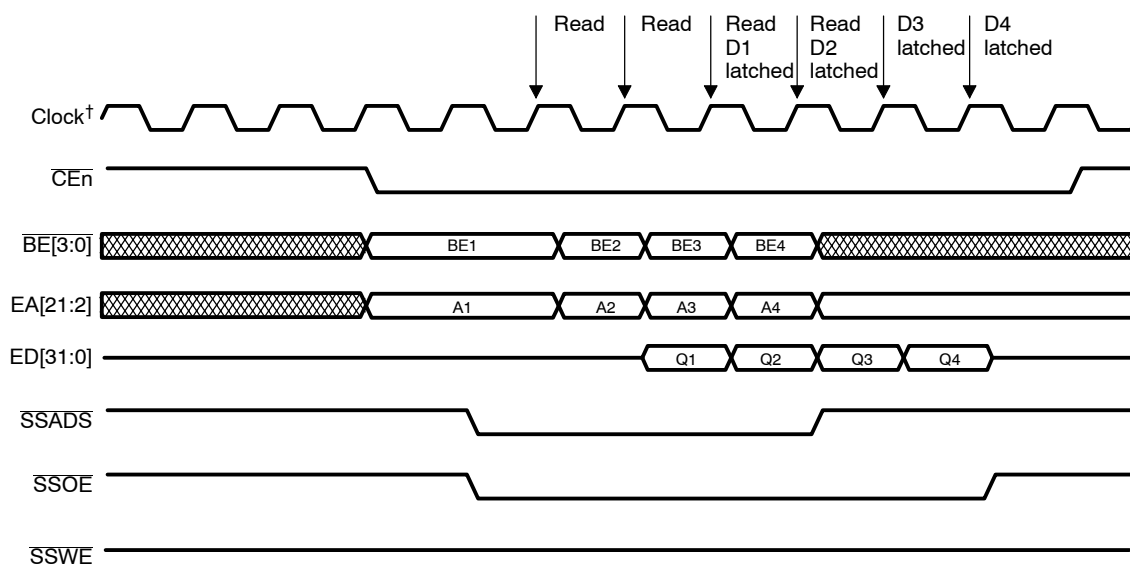 Read
Read
Read
D1
latched
Read
D2
latched
D3
latched
D4
latched
Clock†
CEn
BE[3:0]
BE1
BE2
BE3
BE4
EA[21:2]
A1
A2
A3
A4
ED[31:0]
Q1
Q2
Q3
Q4
SSADS
SSOE
SSWE